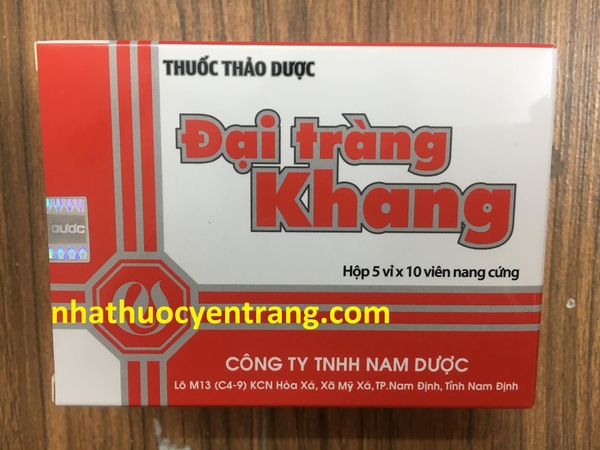 THUỐC THẢO DƯỢC
Đại tràng
Khang
Hộp 5 vỉ x 10 viên nang cứng
DƯỢC
nhathuocyentrang.com
CÔNG TY TNHH NAM DƯỢC
Lô M13 (C4-9) KCN Hòa Xá, Xã Mỹ Xá, TP.Nam Định, Tỉnh Nam Định